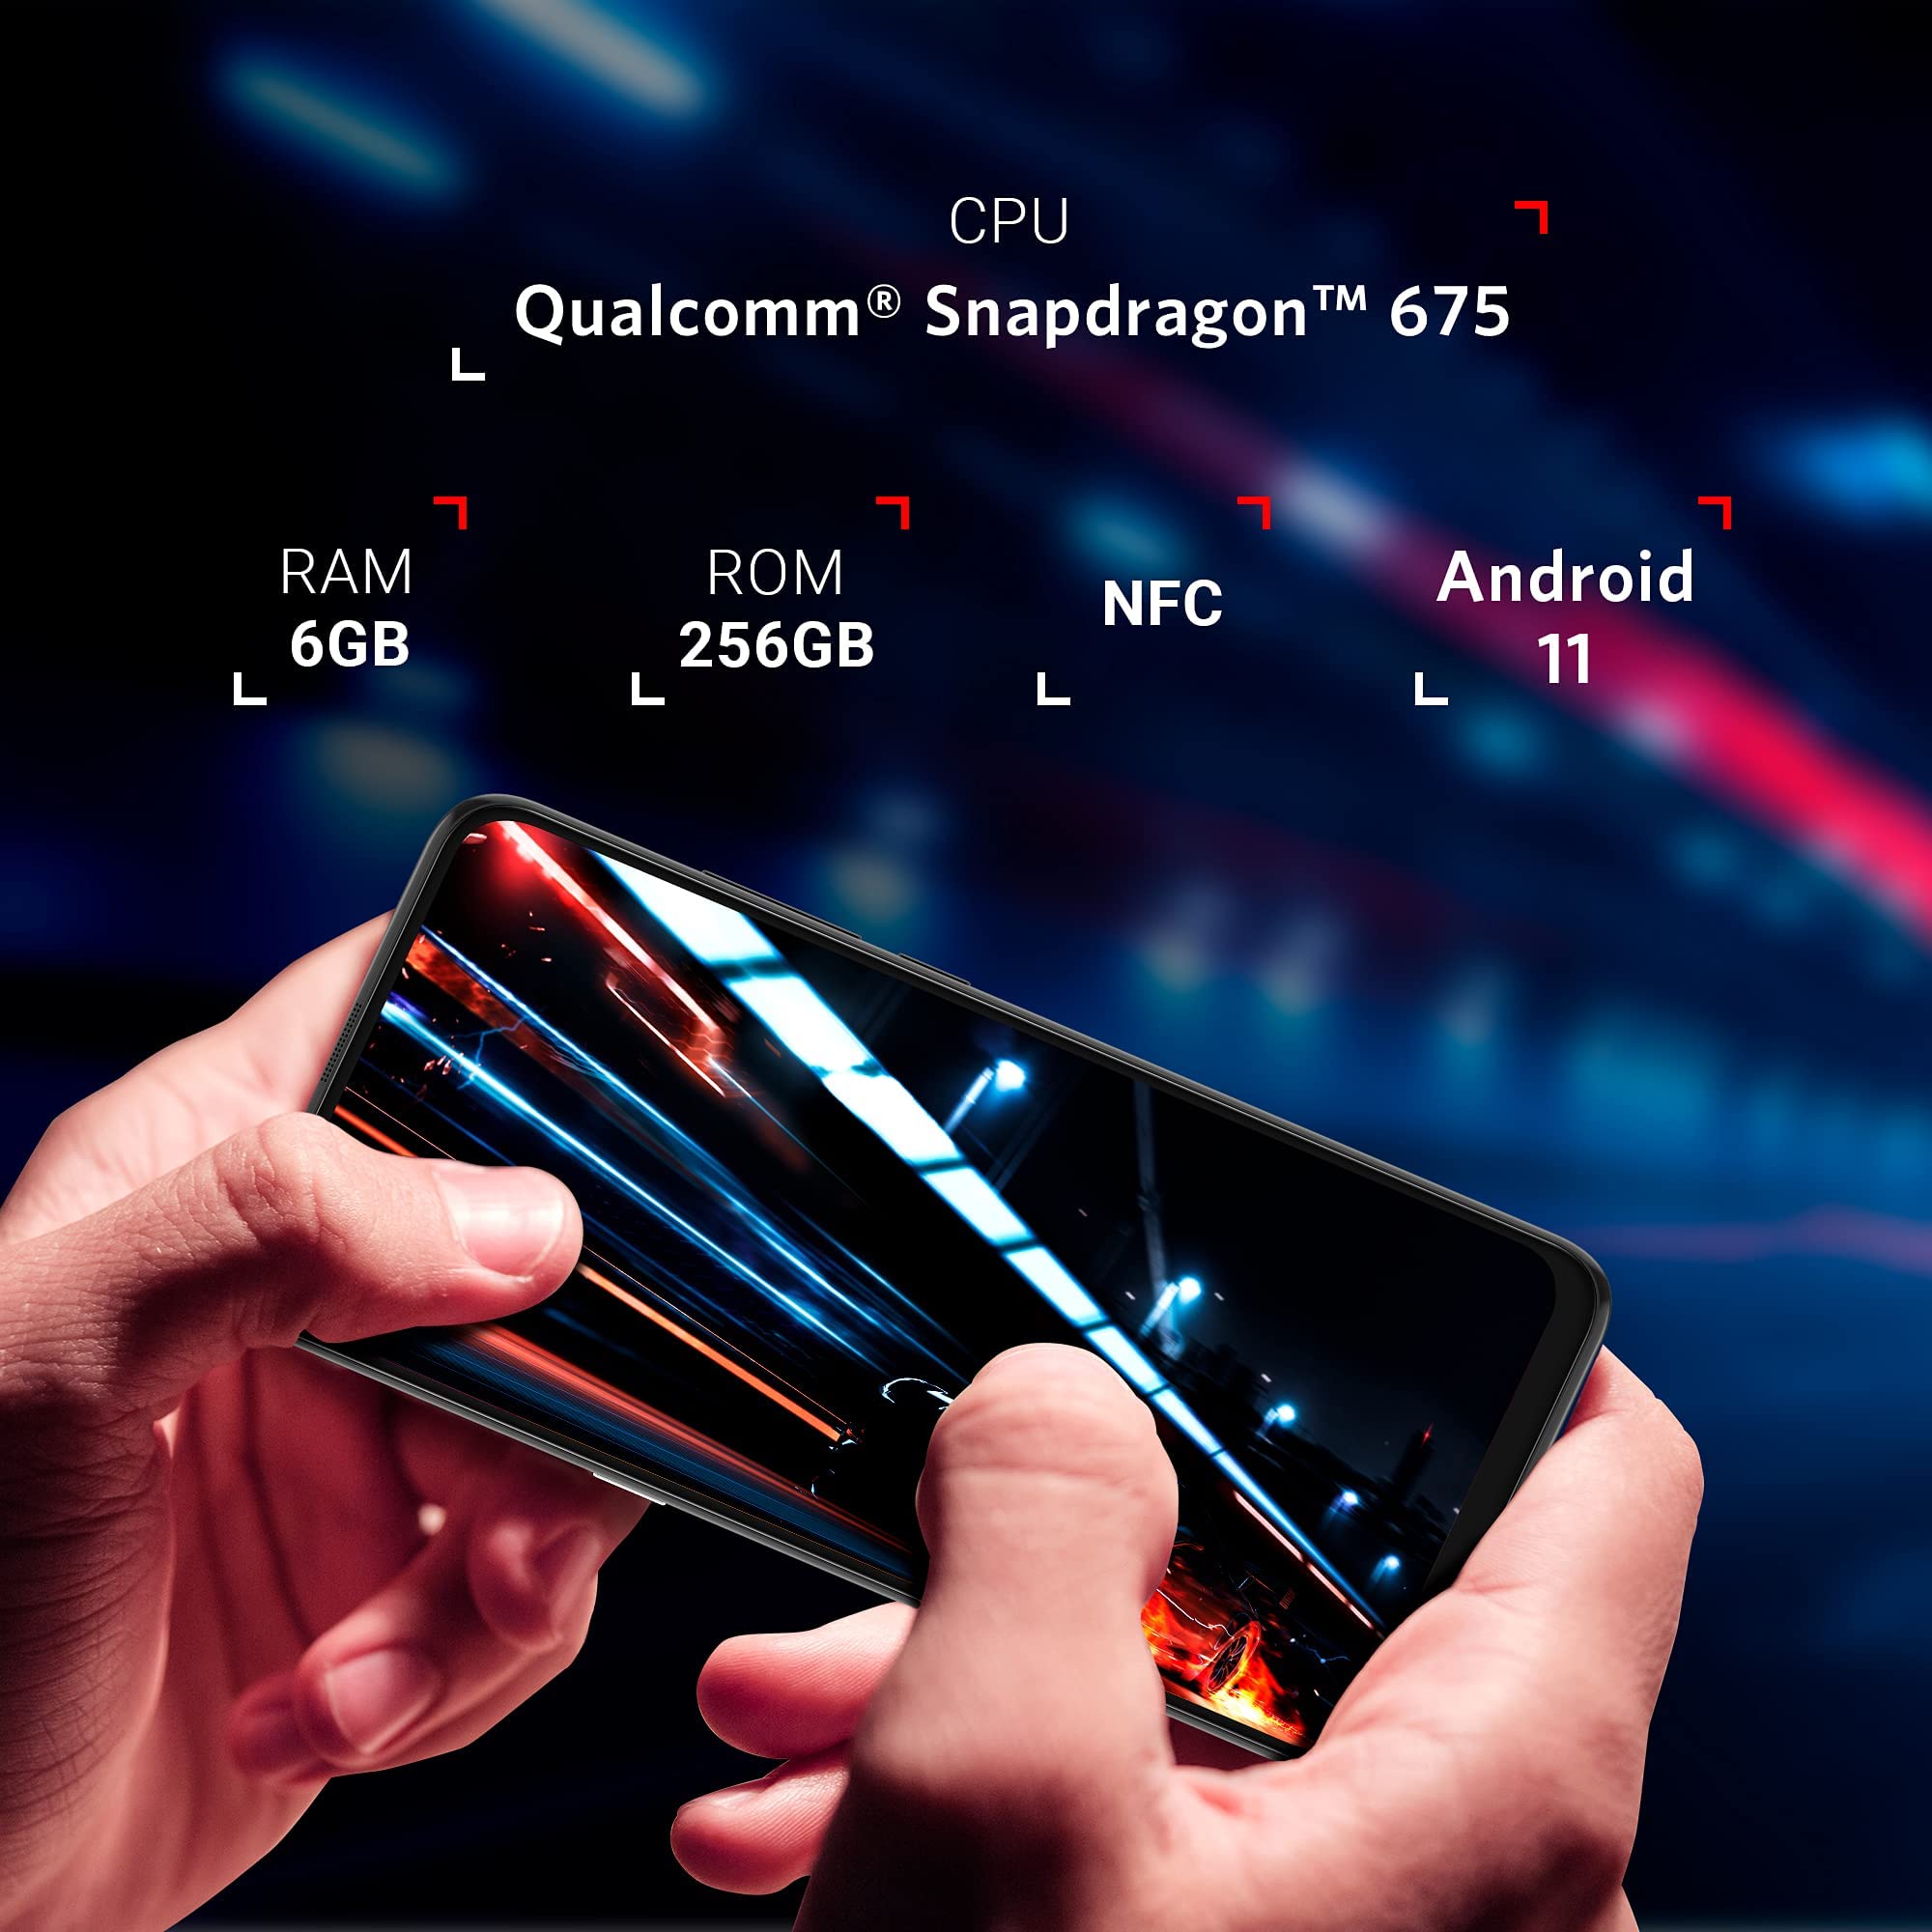 CPU
Qualcomm® Snapdragon™ 675
RAM
6GB
ROM
256GB
NFC
Android
11